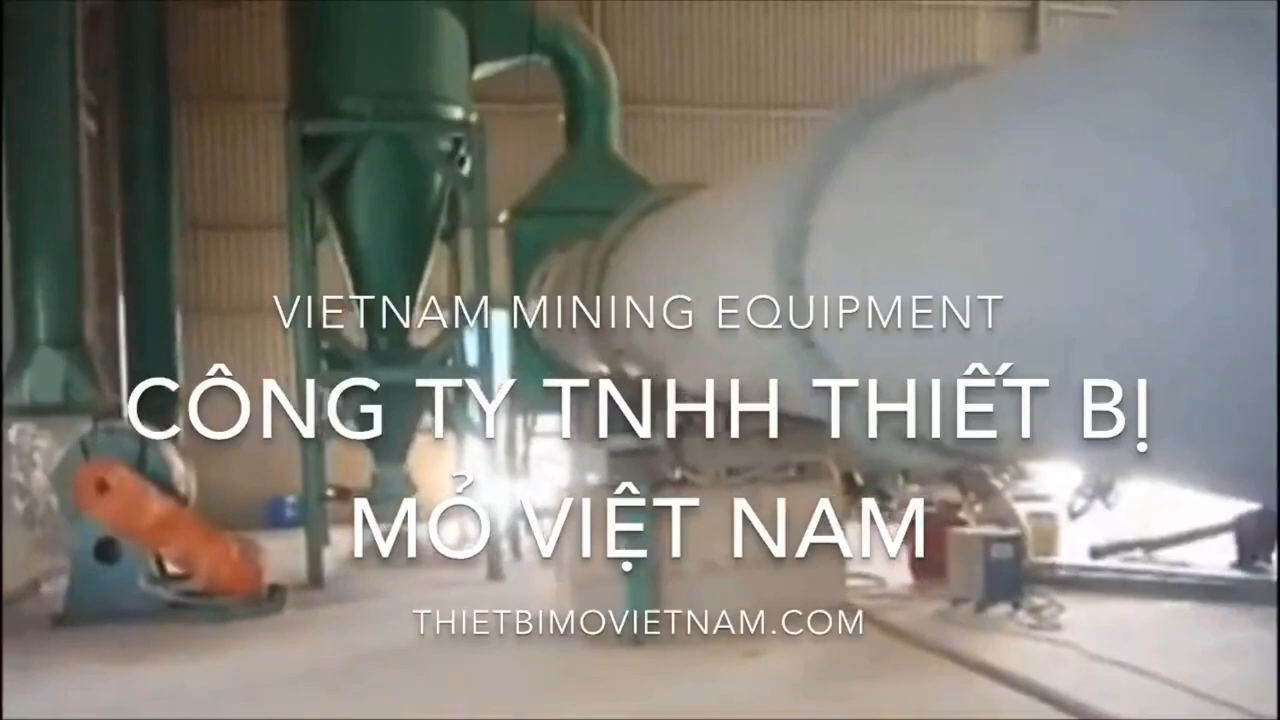 VIETNAM MINING EQUIPMENT
CÔNG TY TNHH THIẾT BỊ
MỎ VIỆT NAM
THIETBIMOVIETNAM.COM